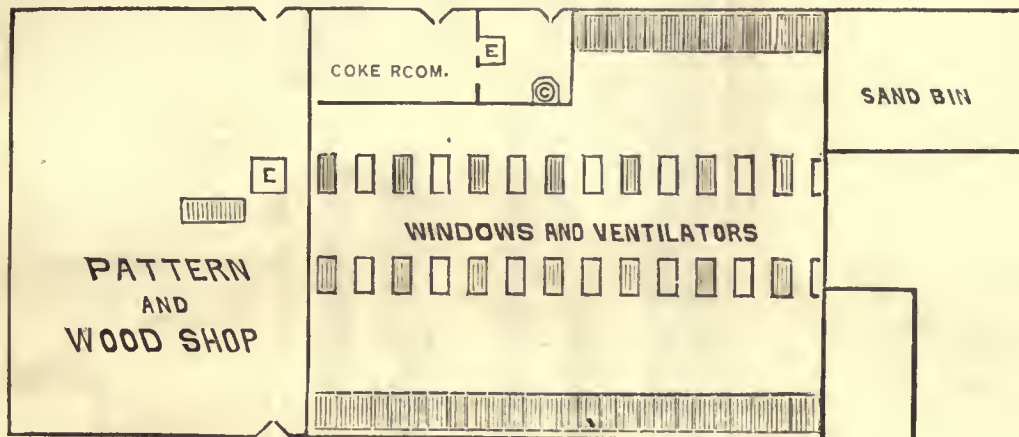 COKE RCOM.
E
C
SAND BIN
E
WINDOWS AND VENTILATORS
PATTERN
AND
WOOD SHOP